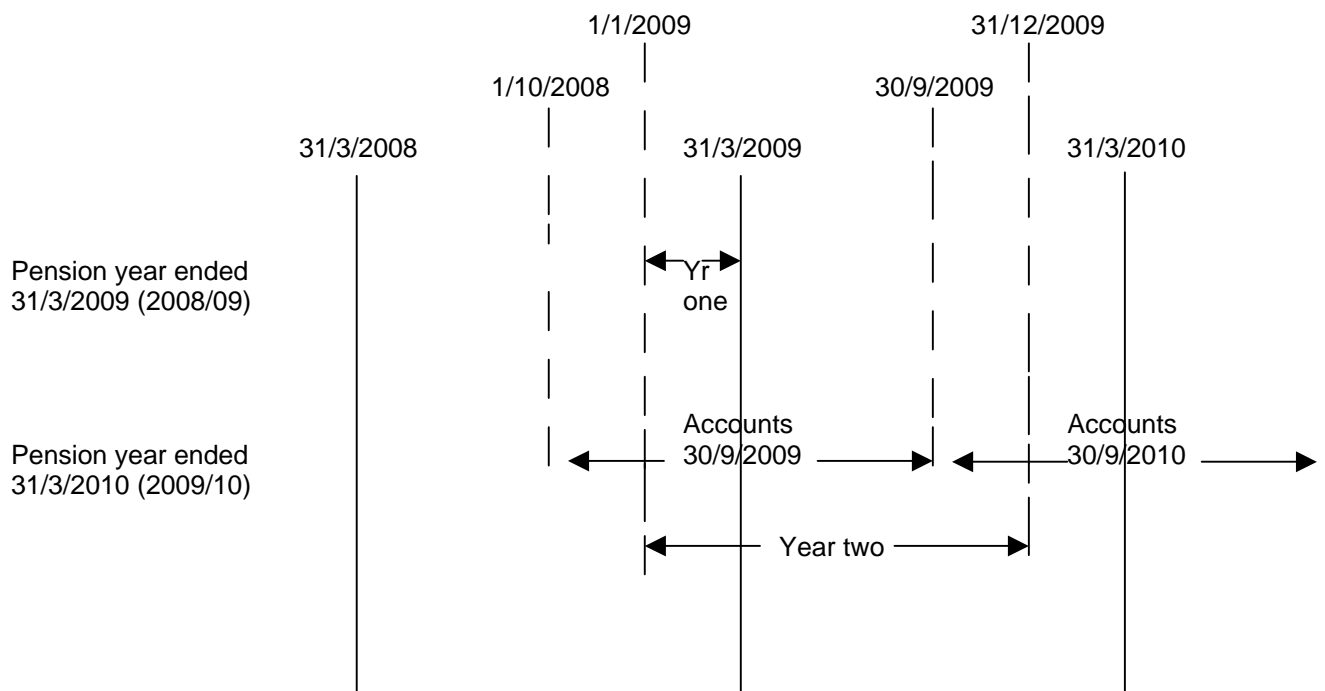 1/1/2009 31/12/2009
1/10/2008 30/9/2009
31/3/2008 31/3/2009 31/3/2010
Pension year ended
31/3/2009 (2008/09)
Yr
one
Pension year ended
31/3/2010 (2009/10)
Accounts
30/9/2009
Accounts
30/9/2010
Year two